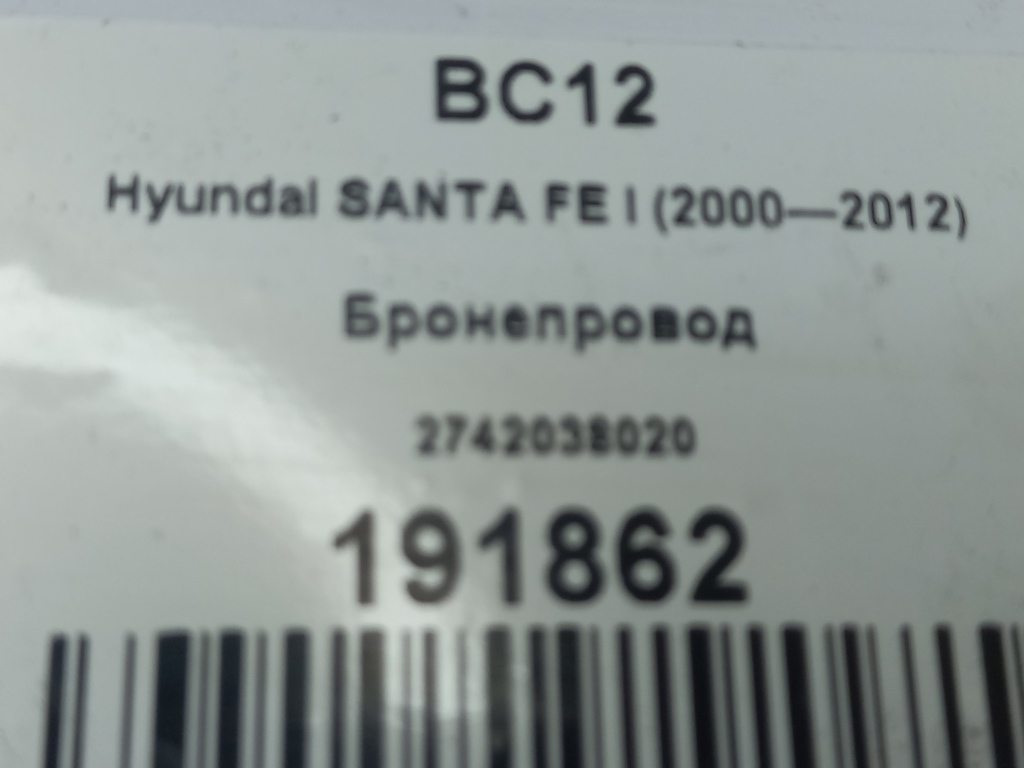 BC12
Hyundai SANTA FE I (2000—2012)
Бронепровод
2742038020
191862